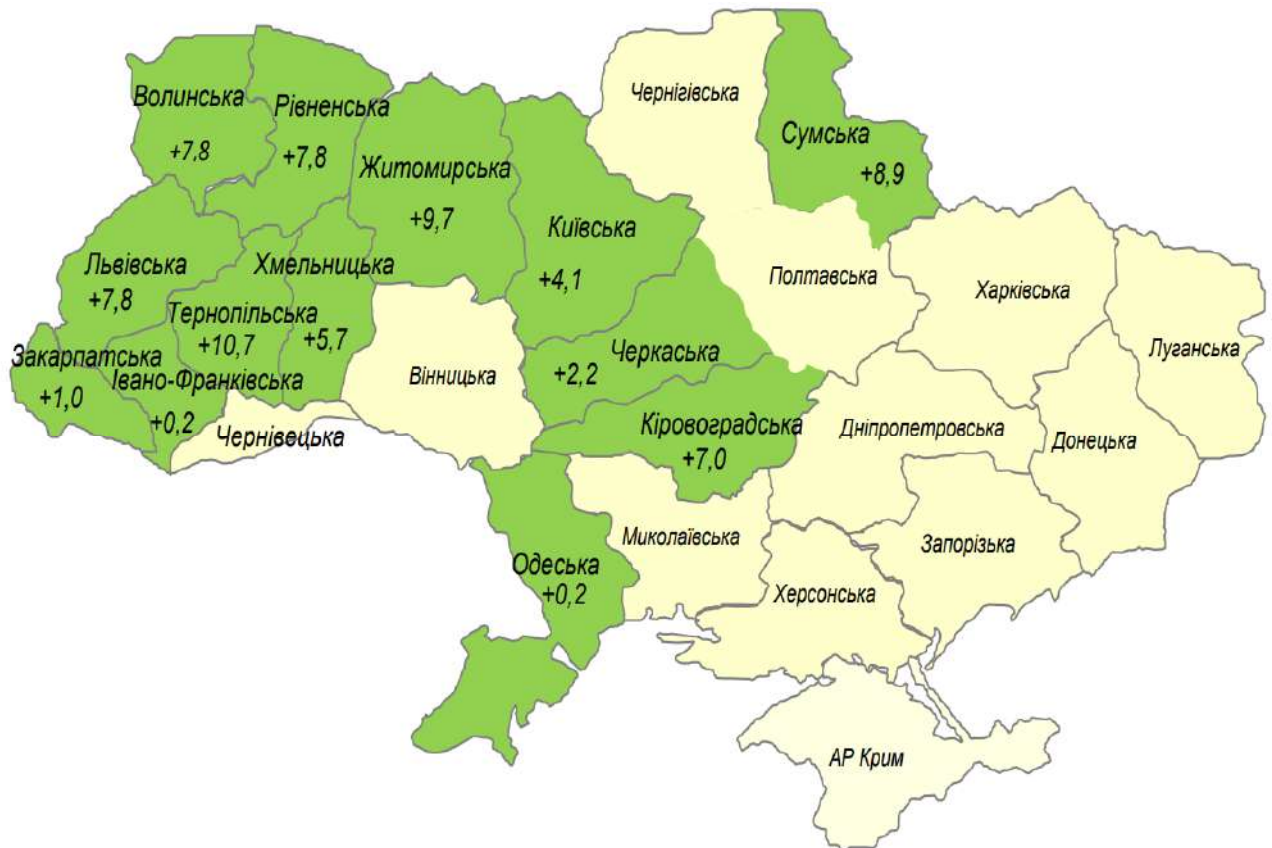 Волинська
+7,8
Рівненська
+7,8
Житомирська
+9,7
Київська
+4,1
Чернігівська
Сумська
+8,9
Львівська
+7,8
Хмельницька
+5,7
Тернопільська
+10,7
Закарпатська
+1,0
Івано-Франківська
+0,2
Чернівецька
Вінницька
Черкаська
+2,2
Кіровоградська
+7,0
Полтавська
Харківська
Луганська
Дніпропетровська
Донецька
Одеська
+0,2
Миколаївська
Запорізька
Херсонська
АР Крим